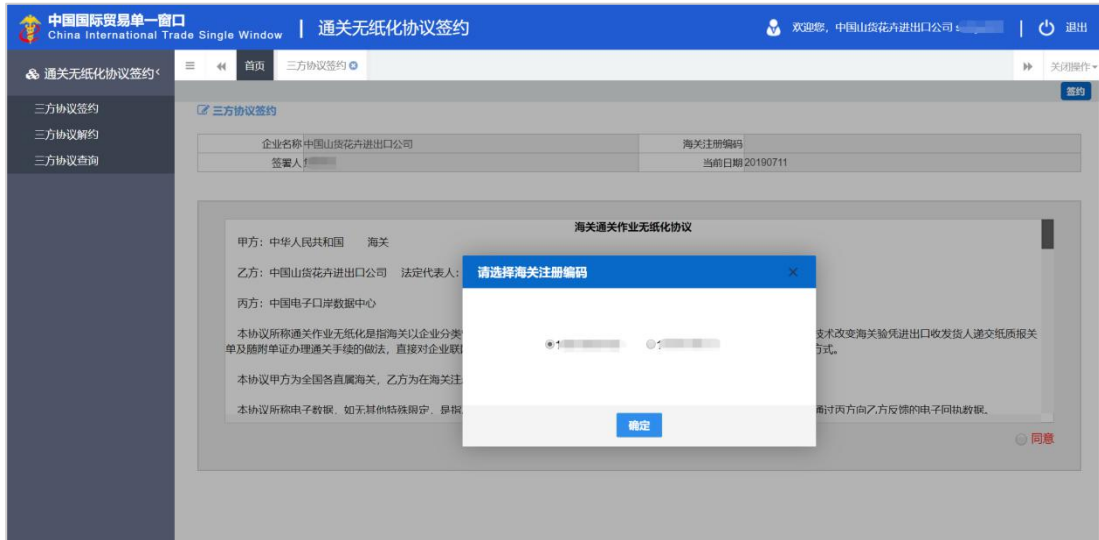 中国国际贸易单一窗口
China International Trade Single Window
通关无纸化协议签约
欢迎您，中国山货花卉进出口公司
退出
通关无纸化协议签约
首页
三方协议签约
关闭操作
三方协议签约
三方协议解约
三方协议查询
签约
三方协议签约
企业名称 中国山货花卉进出口公司
海关注册编码
签署人
当前日期 20190711
海关通关作业无纸化协议
甲方：中华人民共和国 海关
乙方：中国山货花卉进出口公司 法定代表人：
丙方：中国电子口岸数据中心
本协议所称通关作业无纸化是指海关以企业分类
技术改变海关验凭进出口收发货人递交纸质报关
单及随附单证办理通关手续的做法，直接对企业联
方式。
本协议甲方为全国各直属海关，乙方为在海关注
本协议所称电子数据，如无其他特殊限定，是指
通过丙方向乙方反馈的电子回执数据。
请选择海关注册编码
确定
同意